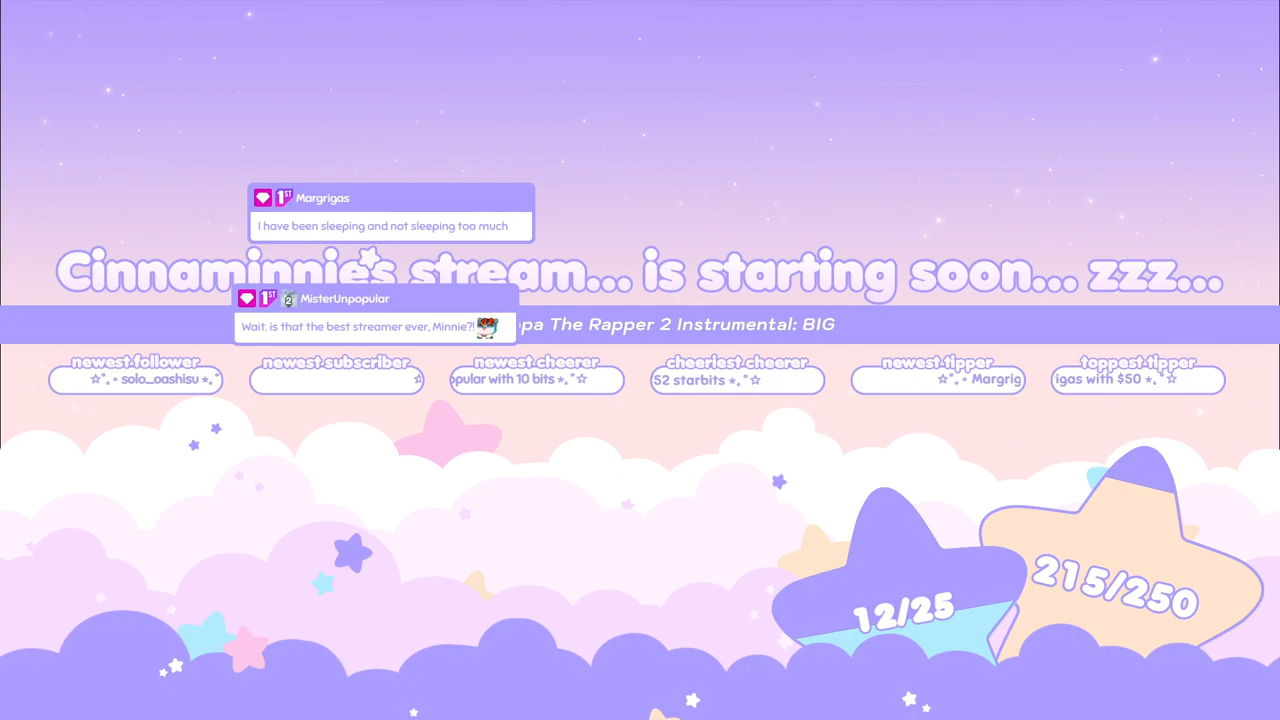 1ST Margrigas
I have been sleeping and not sleeping too much
Cinnaminnie's stream... is starting soon... zzz...
1ST 2 MisterUnpopular
Wait. is that the best streamer ever, Minnie?!
pa The Rapper 2 Instrumental: BIG
newest follower
☆˚.⋆ solo_oashisu ⋆.˚
newest subscriber
☆
newest cheerer
opular with 10 bits ⋆.˚☆
cheeriest cheerer
52 starbits ⋆.˚☆
newest tipper
☆˚.⋆ Margrig
toppest tipper
igas with $50 ⋆.˚☆
12/25
215/250